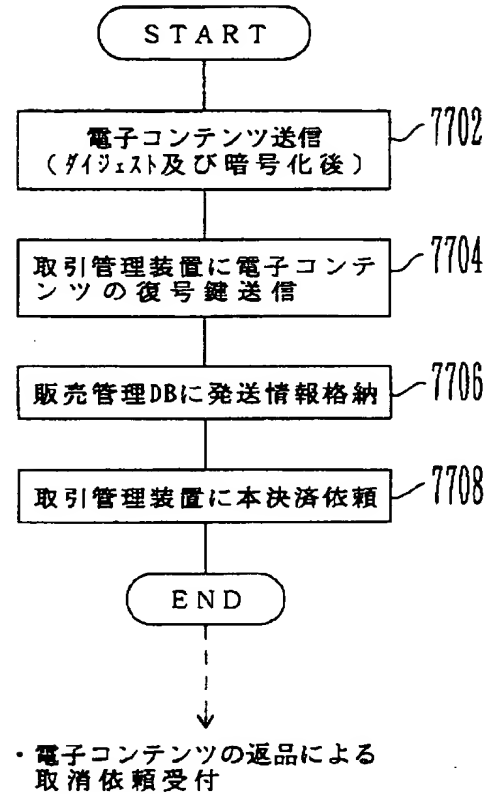 START
電子コンテンツ送信
(ダイジェスト及び暗号化後)
7702
取引管理装置に電子コンテ
ンツの復号鍵送信
7704
販売管理DBに発送情報格納
7706
取引管理装置に本決済依頼
7708
END
・電子コンテンツの返品による
取消依頼受付